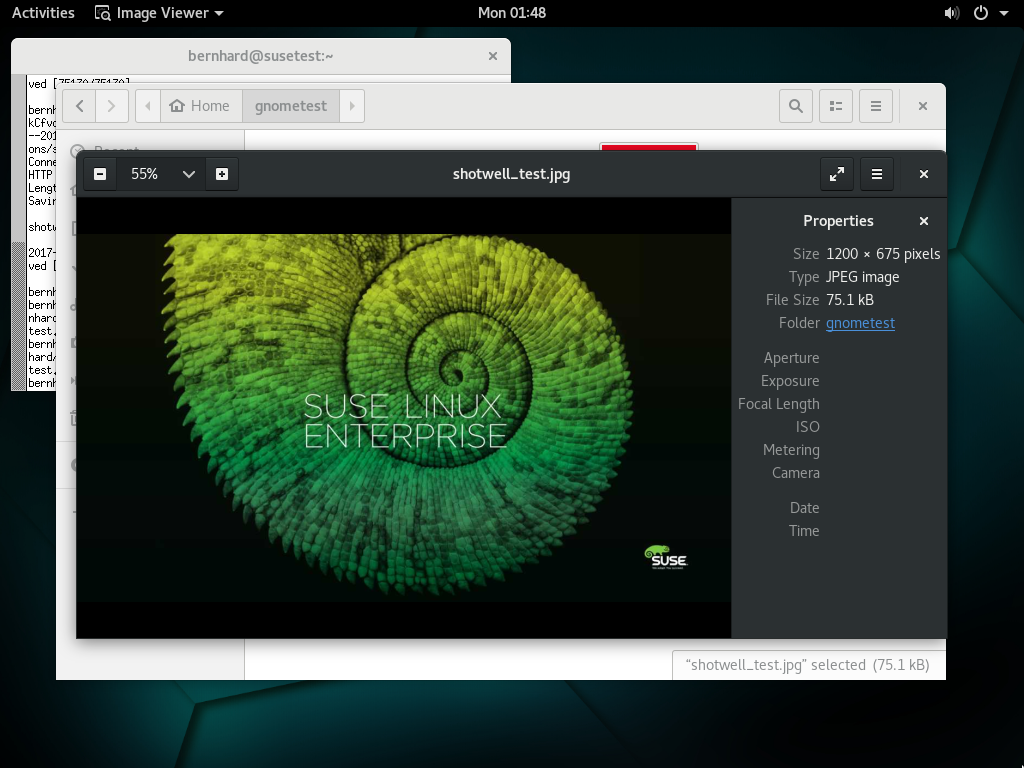 Activities Image Viewer Mon 01:48
bernhard@susetest:~
ved [75170/75170]
bernh
kCfvc
--201
ons/s
Conne
HTTP
Lengt
Savin
shotw
2017-
ved [
bernh
bernh
nhard
test.
bernh
hard/
test.
bernh
Home gnometest
Recent
55% shotwell_test.jpg
SUSE LINUX
ENTERPRISE
SUSE
Properties
Size 1200 × 675 pixels
Type JPEG image
File Size 75.1 kB
Folder gnometest
Aperture
Exposure
Focal Length
ISO
Metering
Camera
Date
Time
“shotwell_test.jpg” selected (75.1 kB)